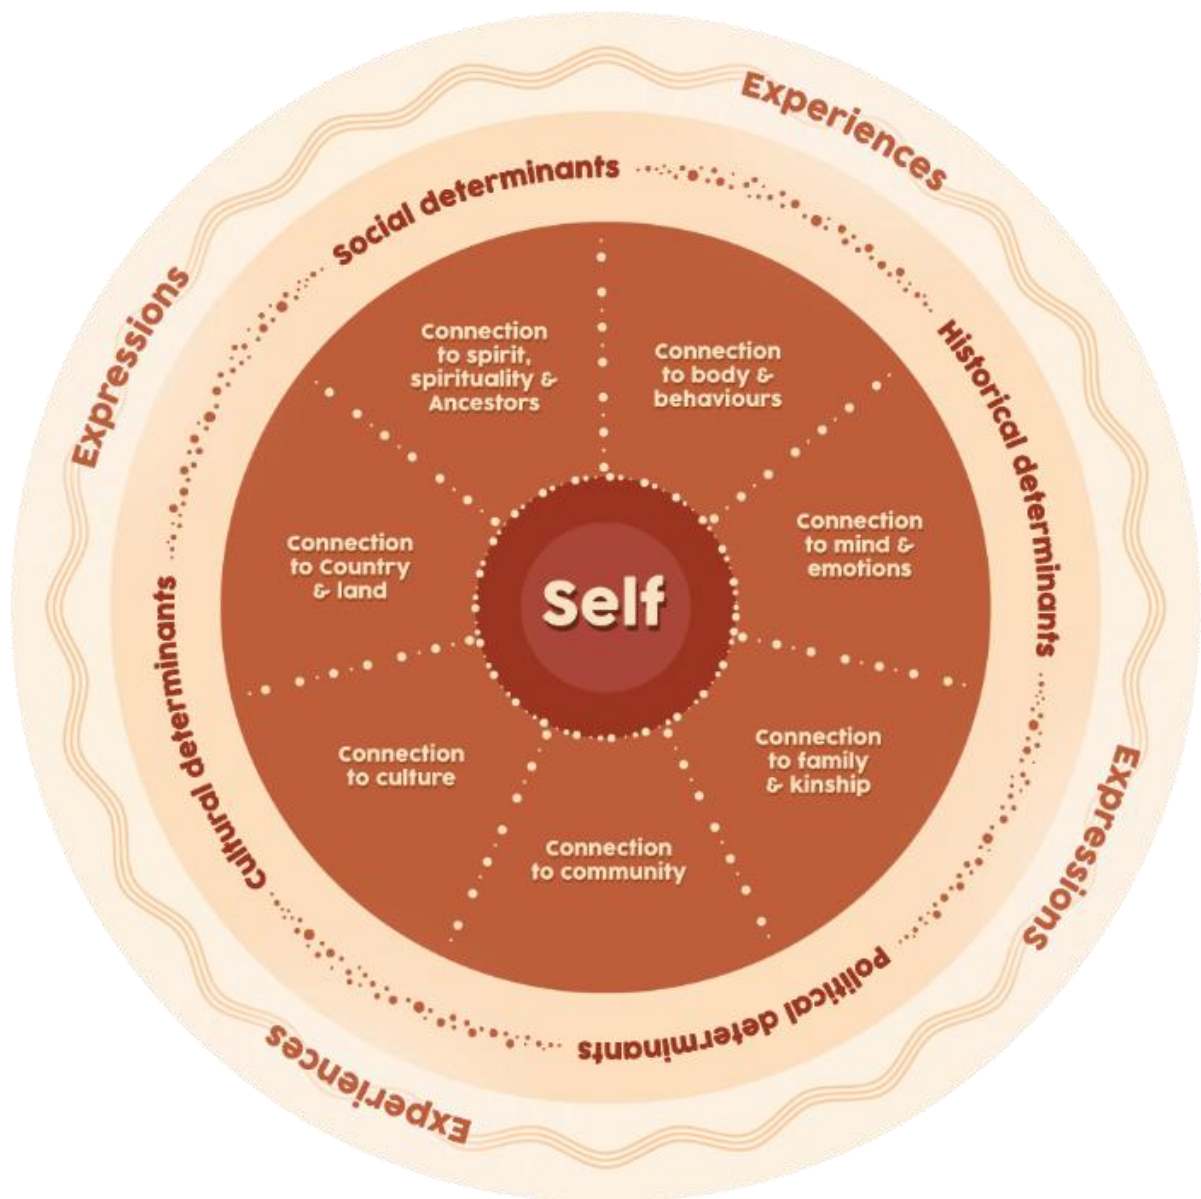 Experiences
Social determinants
Expressions
Historical determinants
Connection
to spirit,
spirituality &
Ancestors
Connection
to body &
behaviours
Connection
to Country
& land
Connection
to mind &
emotions
Self
Cultural determinants
Connection
to culture
Connection
to family
& kinship
Connection
to community
Expressions
Political determinants
Experiences